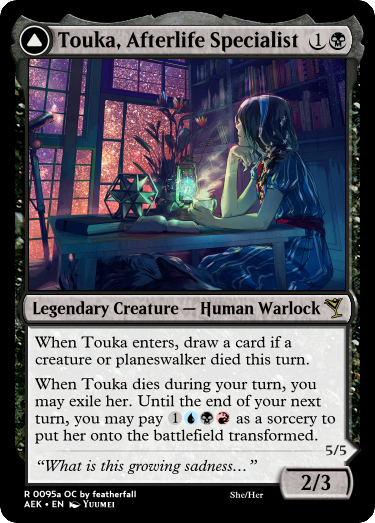 Touka, Afterlife Specialist 1
Legendary Creature — Human Warlock
When Touka enters, draw a card if a
creature or planeswalker died this turn.
When Touka dies during your turn, you
may exile her. Until the end of your next
turn, you may pay 1 as a sorcery to
put her onto the battlefield transformed.
5/5
“What is this growing sadness…”
2/3
R 0095a OC by featherfall
She/Her
AEK • EN Yuumei